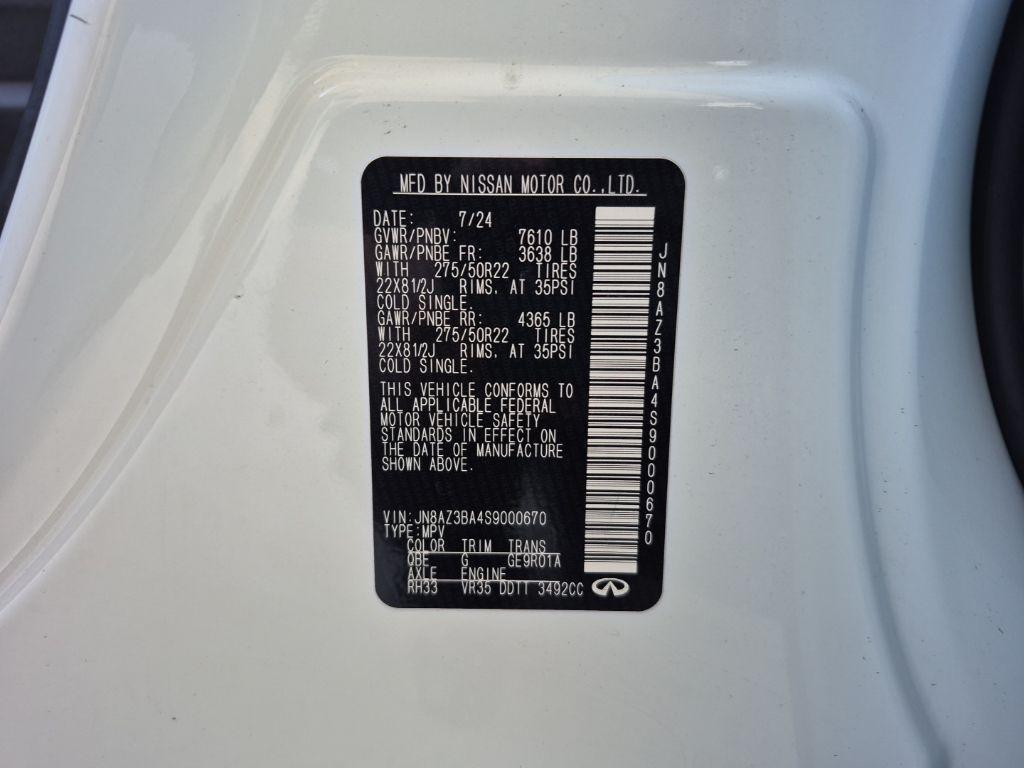 MFD BY NISSAN MOTOR CO.,LTD.
DATE: 7/24
GVWR/PNBV: 7610 LB
GAWR/PNBE FR: 3638 LB
WITH 275/50R22 TIRES
22X81/2J RIMS. AT 35PSI
COLD SINGLE.
GAWR/PNBE RR: 4365 LB
WITH 275/50R22 TIRES
22X81/2J RIMS. AT 35PSI
COLD SINGLE.
THIS VEHICLE CONFORMS TO
ALL APPLICABLE FEDERAL
MOTOR VEHICLE SAFETY
STANDARDS IN EFFECT ON
THE DATE OF MANUFACTURE
SHOWN ABOVE.
VIN:JN8AZ3BA4S9000670
TYPE:MPV
COLOR TRIM TRANS
QBE G GE9R01A
AXLE ENGINE
RH33 VR35 DDTT 3492CC
JN8AZ3BA4S9000670